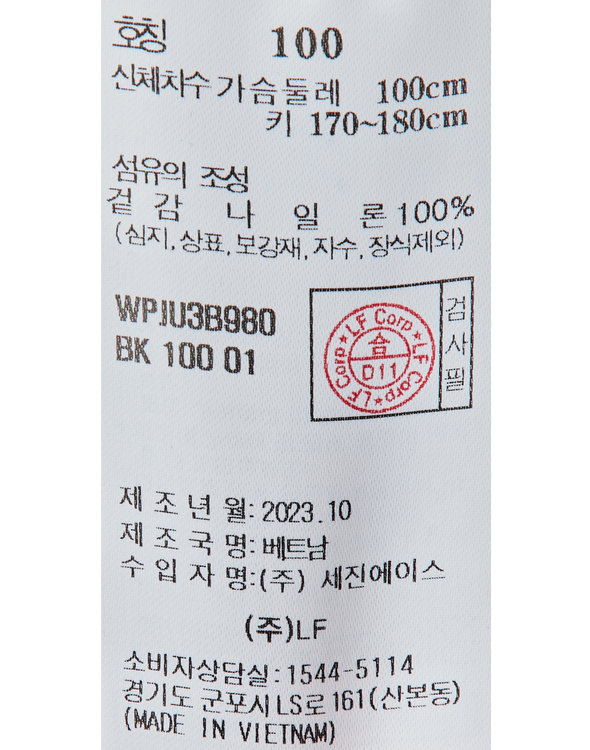 호칭 100
신체치수 가슴둘레 100cm
키 170~180cm
섬유의 조성
겉감 나일론 100%
(심지,상표,보강재,자수,장식제외)
WPJU3B980
BK 100 01
LF Corp★LF Corp★LF Corp★
合
D11
검사필
제조년월:2023.10
제조국명:베트남
수입자명:(주) 세진에이스
(주)LF
소비자상담실:1544-5114
경기도 군포시 LS로 161(산본동)
(MADE IN VIETNAM)